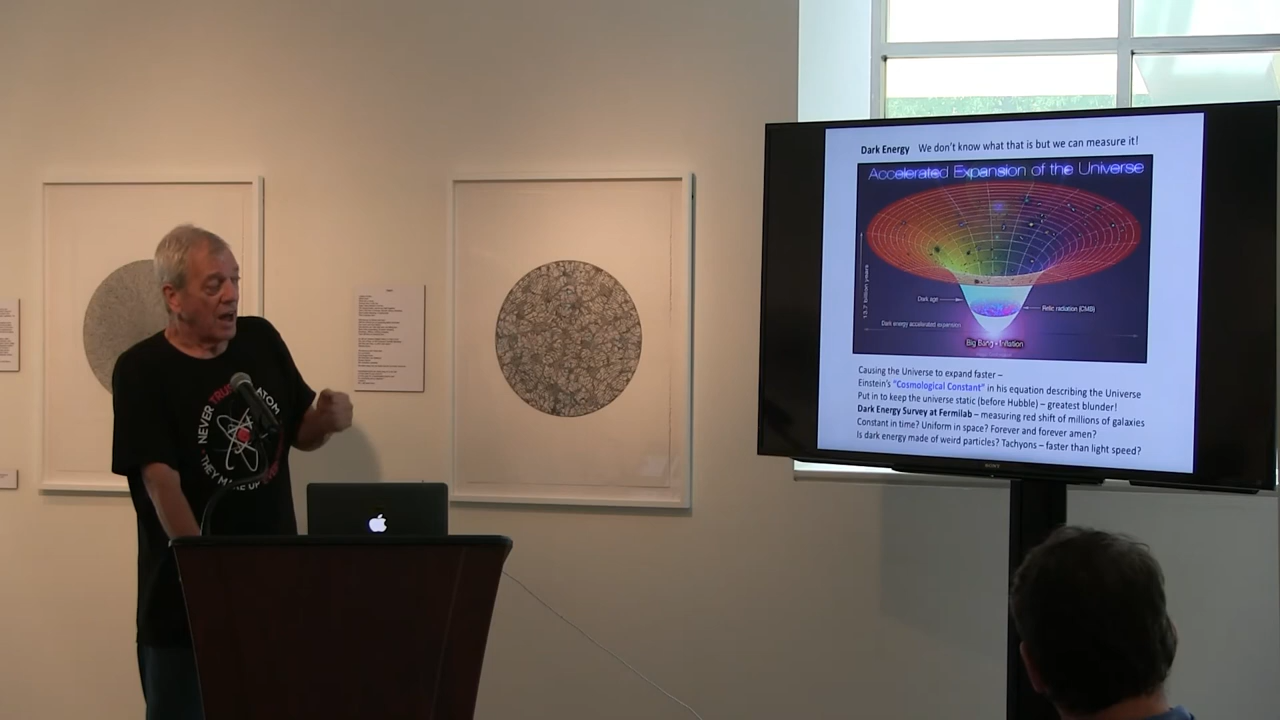 Dark Energy We don't know what that is but we can measure it!
Accelerated Expansion of the Universe
13.7 billion years
Dark age
Relic radiation (CMB)
Dark energy accelerated expansion
Big Bang + Inflation
Causing the Universe to expand faster –
Einstein's "Cosmological Constant" in his equation describing the Universe
Put in to keep the universe static (before Hubble) – greatest blunder!
Dark Energy Survey at Fermilab – measuring red shift of millions of galaxies
Constant in time? Uniform in space? Forever and forever amen?
Is dark energy made of weird particles? Tachyons – faster than light speed?
SONY
NEVER TRU ATOM
THEY MAKE UP